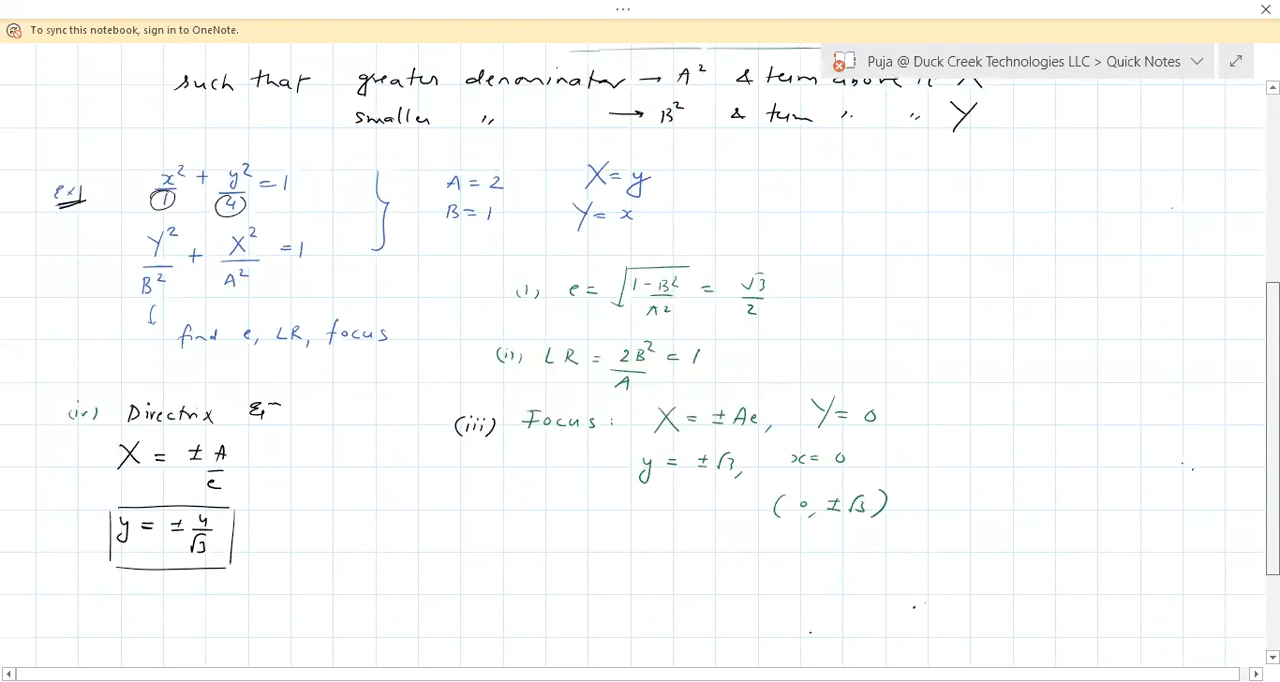 To sync this notebook, sign in to OneNote.
Puja @ Duck Creek Technologies LLC > Quick Notes
such that greater denominator → A² & term above X
smaller " → B² & term " " Y
ex1 x²/1 + y²/4 = 1
Y²/B² + X²/A² = 1
find e, LR, focus
A = 2
B = 1
X = y
Y = x
(i) e = √(1 - B²/A²) = √3/2
(ii) LR = 2B²/A = 1
(iii) Focus: X = ± Ae, Y = 0
y = ± √3, x = 0
(0, ± √3)
(iv) Directrix Eqⁿ
X = ± A/e
y = ± 4/√3